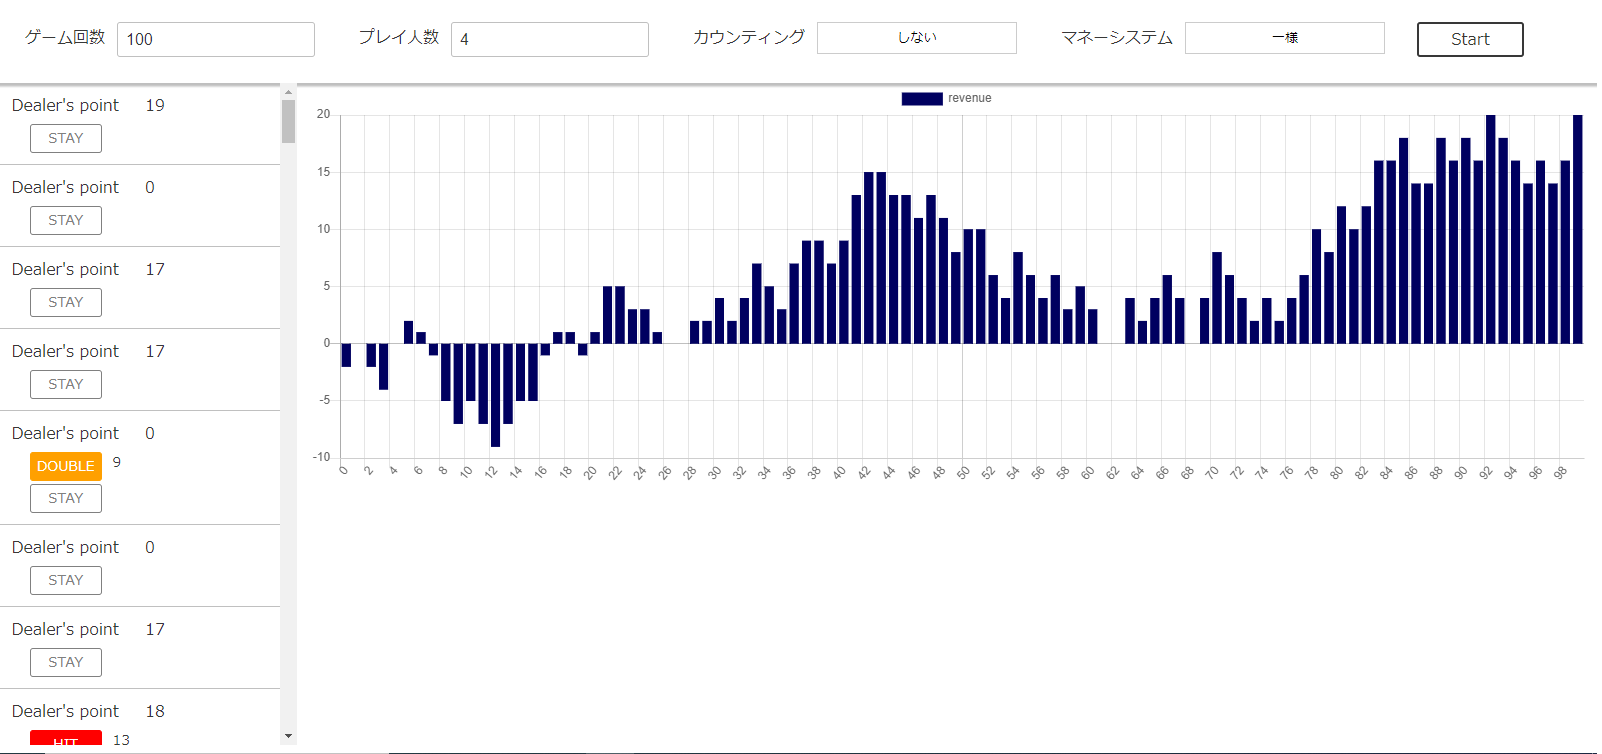 ゲーム回数 100 プレイ人数 4 カウンティング しない マネーシステム 一様 Start
Dealer's point 19
STAY
Dealer's point 0
STAY
Dealer's point 17
STAY
Dealer's point 17
STAY
Dealer's point 0
DOUBLE 9
STAY
Dealer's point 0
STAY
Dealer's point 17
STAY
Dealer's point 18
HIT 13
revenue
20
15
10
5
0
-5
-10
0 2 4 6 8 10 12 14 16 18 20 22 24 26 28 30 32 34 36 38 40 42 44 46 48 50 52 54 56 58 60 62 64 66 68 70 72 74 76 78 80 82 84 86 88 90 92 94 96 98